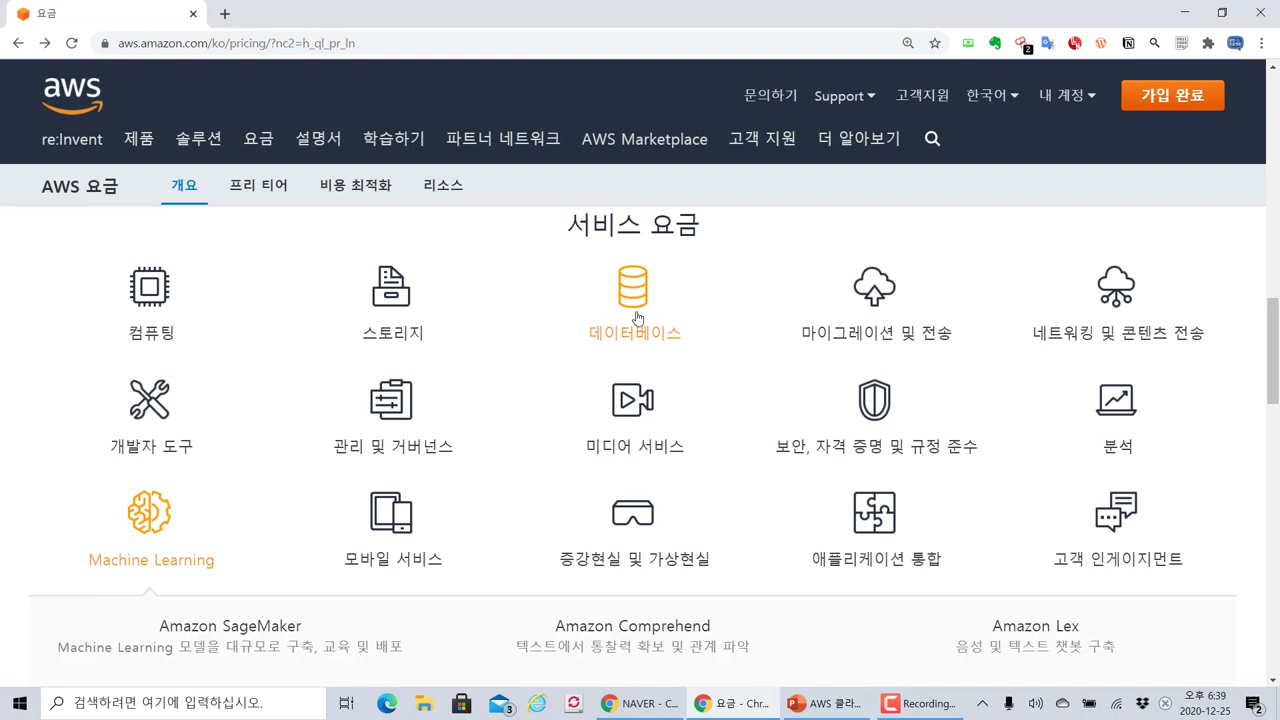 요금
aws.amazon.com/ko/pricing/?nc2=h_ql_pr_ln
2
aws
문의하기 Support 고객지원 한국어 내 계정 가입 완료
re:Invent 제품 솔루션 요금 설명서 학습하기 파트너 네트워크 AWS Marketplace 고객 지원 더 알아보기
AWS 요금 개요 프리 티어 비용 최적화 리소스
서비스 요금
컴퓨팅 스토리지 데이터베이스 마이그레이션 및 전송 네트워킹 및 콘텐츠 전송
개발자 도구 관리 및 거버넌스 미디어 서비스 보안, 자격 증명 및 규정 준수 분석
Machine Learning 모바일 서비스 증강현실 및 가상현실 애플리케이션 통합 고객 인게이지먼트
Amazon SageMaker Amazon Comprehend Amazon Lex
Machine Learning 모델을 대규모로 구축, 교육 및 배포 텍스트에서 통찰력 확보 및 관계 파악 음성 및 텍스트 챗봇 구축
검색하려면 여기에 입력하십시오. 3 NAVER - C... 요금 - Chr... AWS 클라... Recording... 오후 6:39
2020-12-25 2